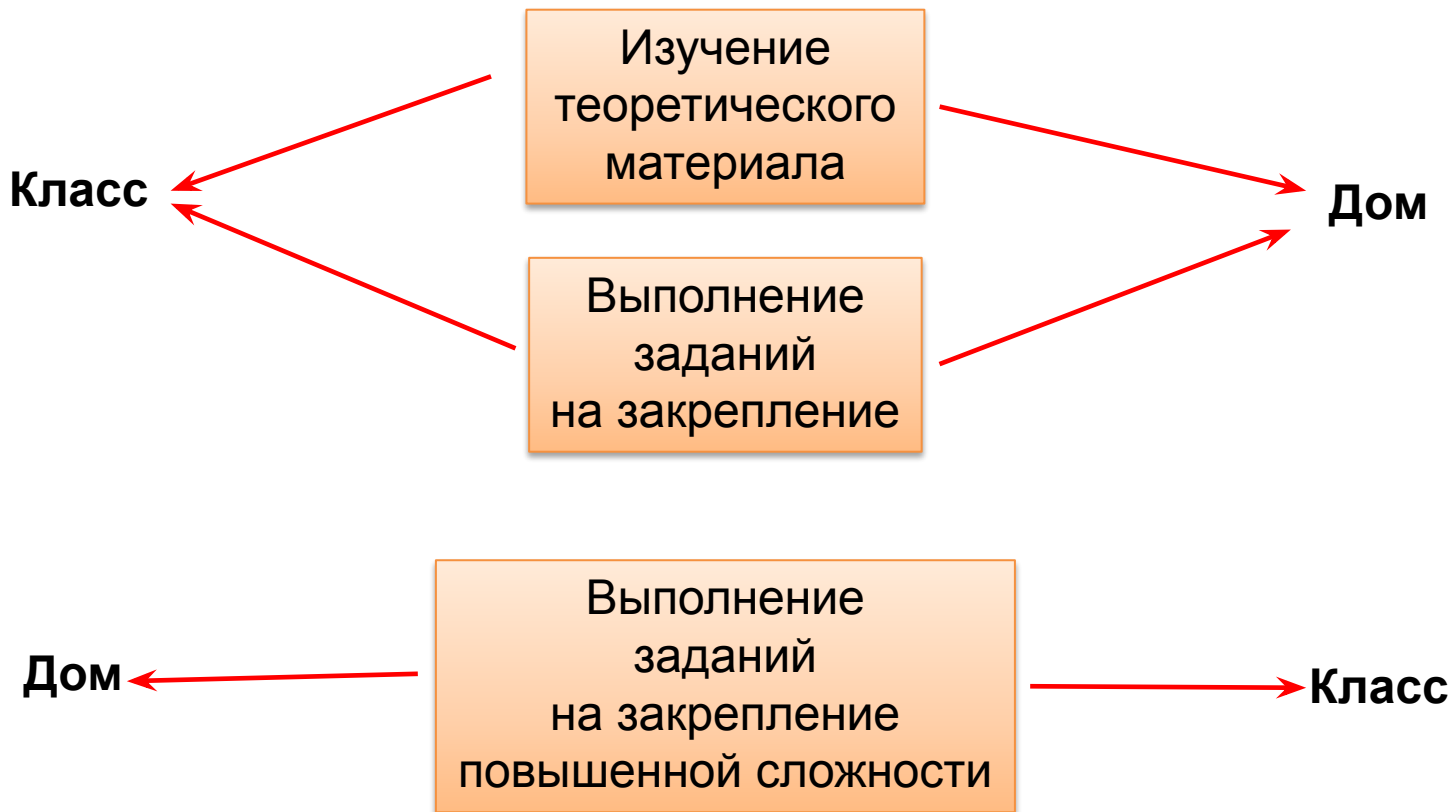 Изучение
теоретического
материала
Класс
Дом
Выполнение
заданий
на закрепление
Выполнение
заданий
на закрепление
повышенной сложности
Дом
Класс